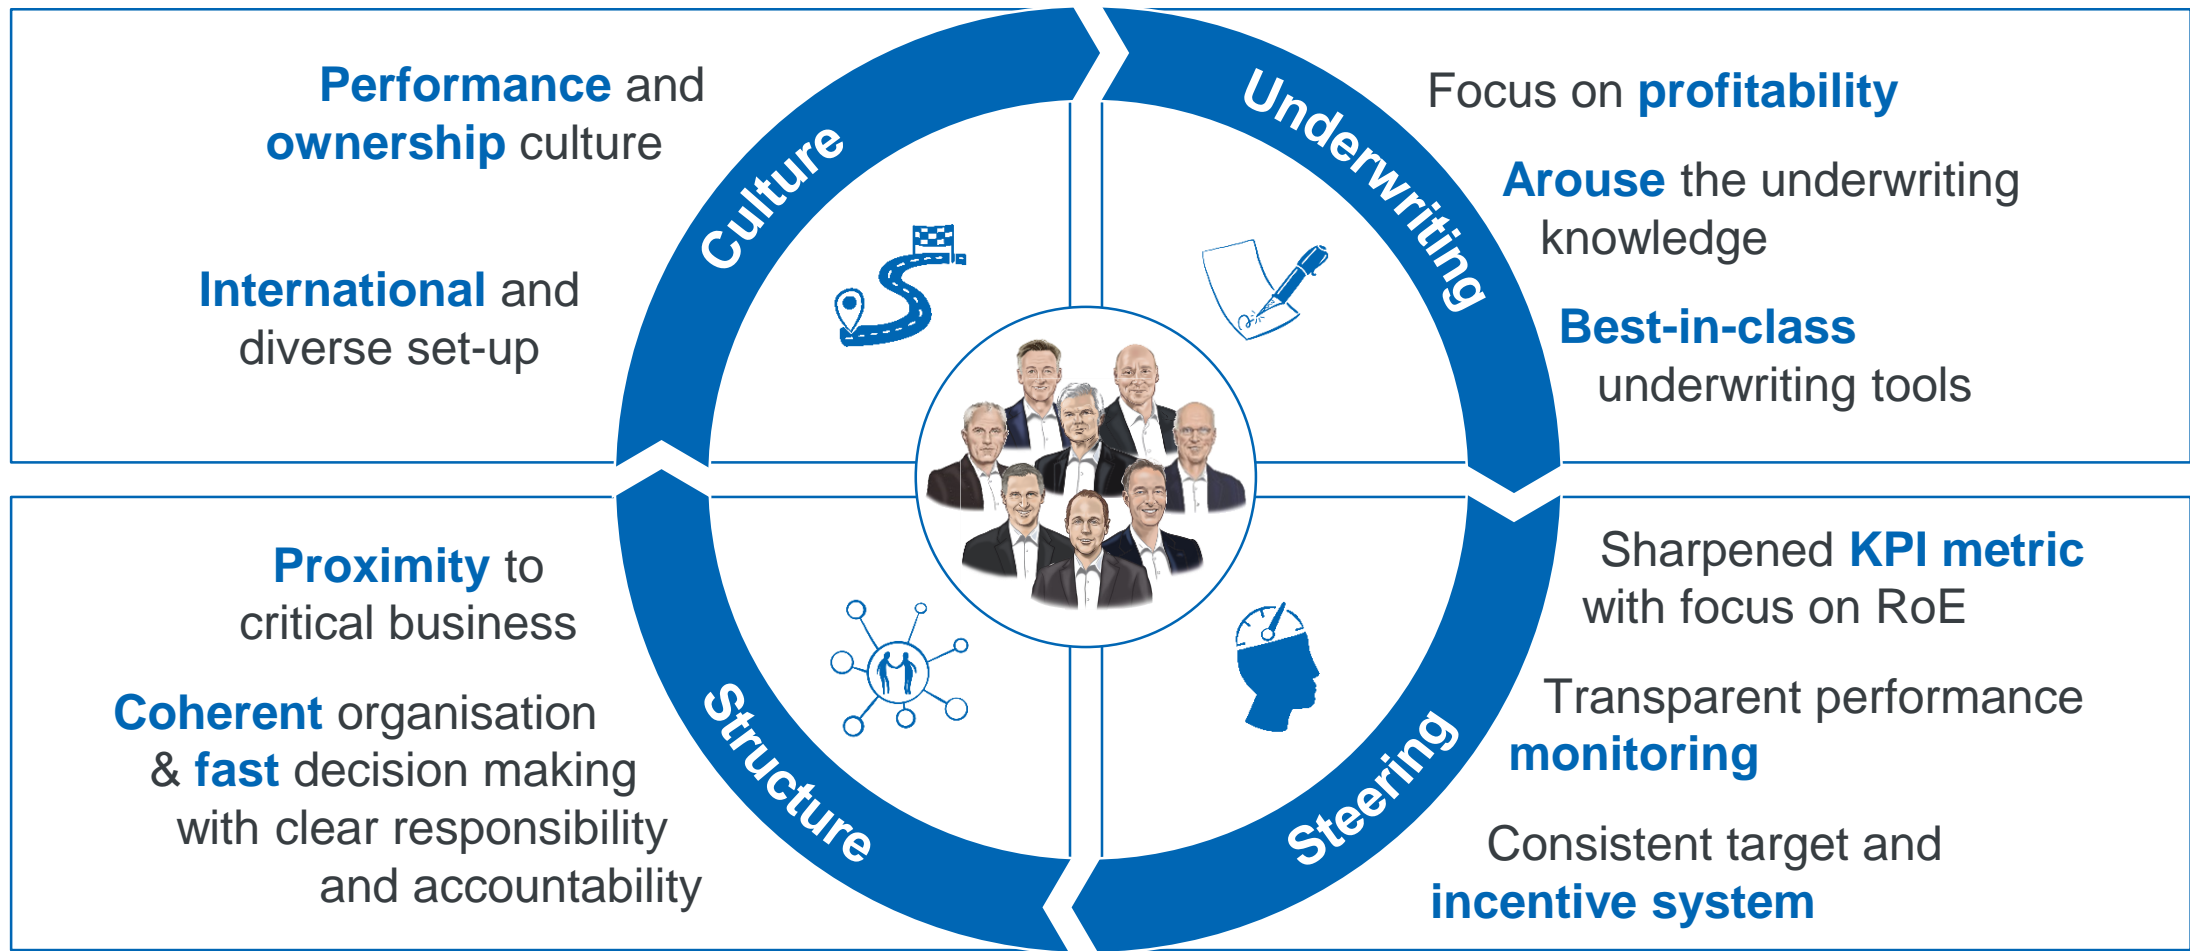 Performance and
ownership culture
International and
diverse set-up
Culture
Underwriting
Focus on profitability
Arouse the underwriting
knowledge
Best-in-class
underwriting tools
Proximity to
critical business
Coherent organisation
& fast decision making
with clear responsibility
and accountability
Structure
Steering
Sharpened KPI metric
with focus on RoE
Transparent performance
monitoring
Consistent target and
incentive system